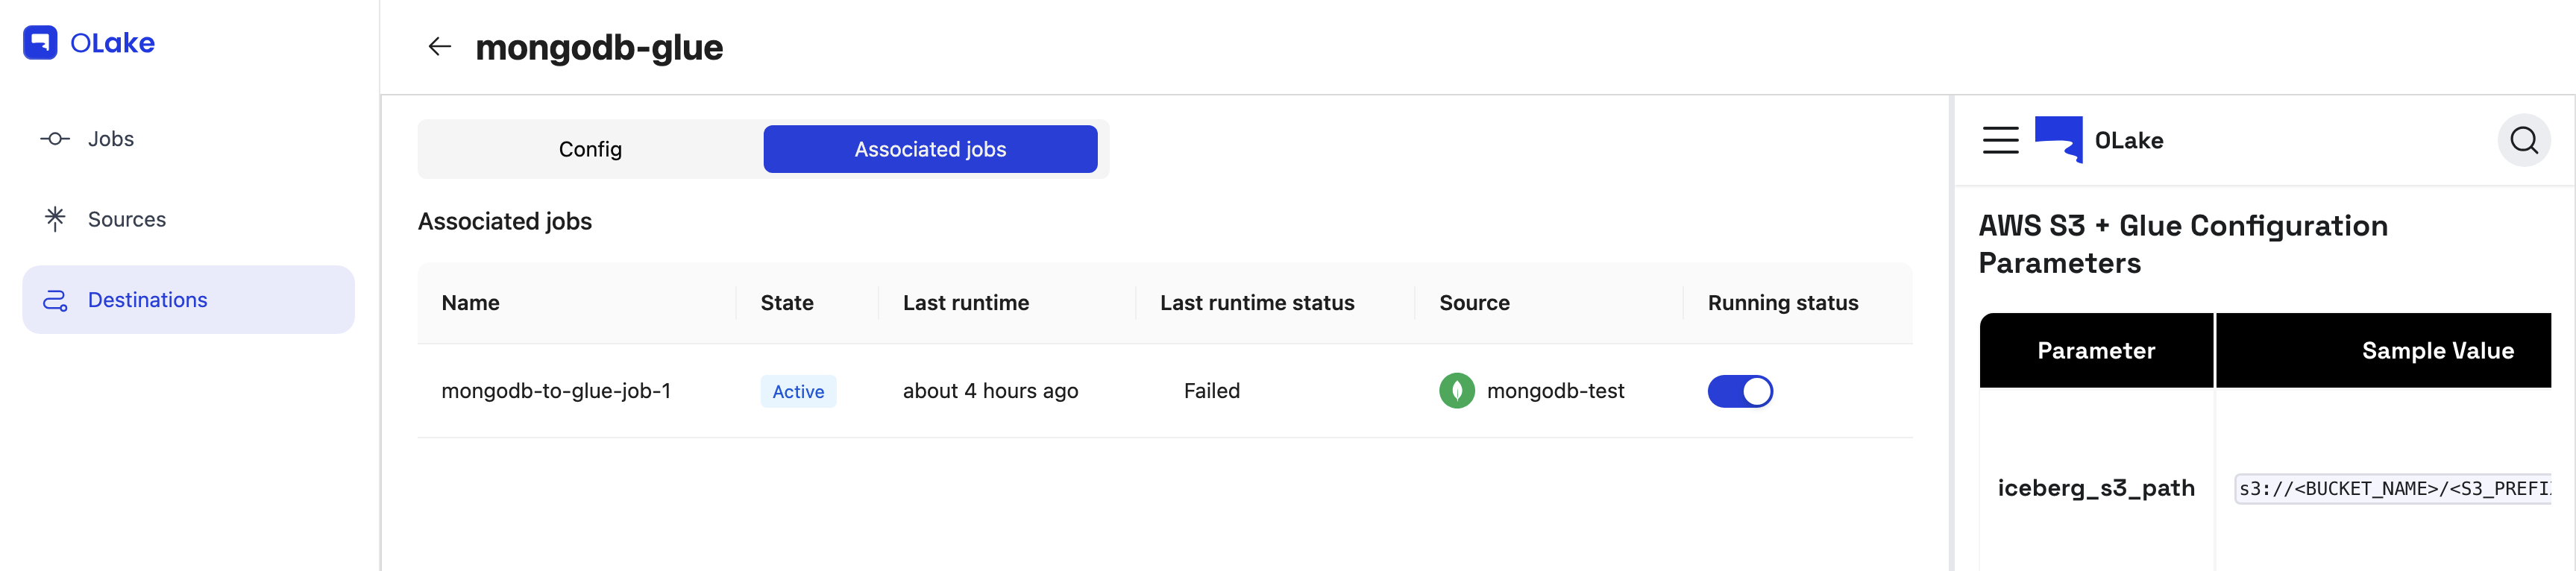 OLake
Jobs
Sources
Destinations
mongodb-glue
Config
Associated jobs
Associated jobs
Name State Last runtime Last runtime status Source Running status
mongodb-to-glue-job-1 Active about 4 hours ago Failed mongodb-test
OLake
AWS S3 + Glue Configuration
Parameters
Parameter Sample Value
iceberg_s3_path s3://<BUCKET_NAME>/<S3_PREFI